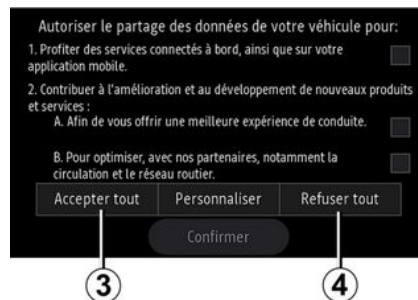 Autoriser le partage des données de votre véhicule pour:
1. Profiter des services connectés à bord, ainsi que sur votre
application mobile.
2. Contribuer à l'amélioration et au développement de nouveaux produits
et services :
A. Afin de vous offrir une meilleure expérience de conduite.
B. Pour optimiser, avec nos partenaires, notamment la
circulation et le réseau routier.
Accepter tout Personnaliser Refuser tout
Confirmer
3 4